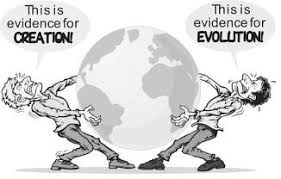 This is
evidence for
CREATION!
This is
evidence for
EVOLUTION!